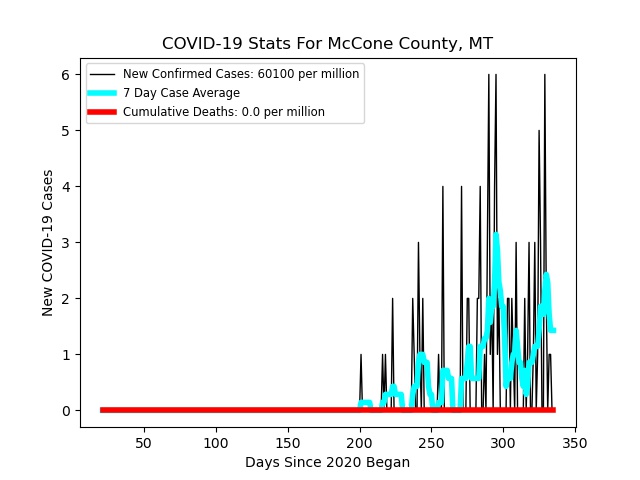 COVID-19 Stats For McCone County, MT
New Confirmed Cases: 60100 per million
7 Day Case Average
Cumulative Deaths: 0.0 per million
New COVID-19 Cases
6
5
4
3
2
1
0
50 100 150 200 250 300 350
Days Since 2020 Began